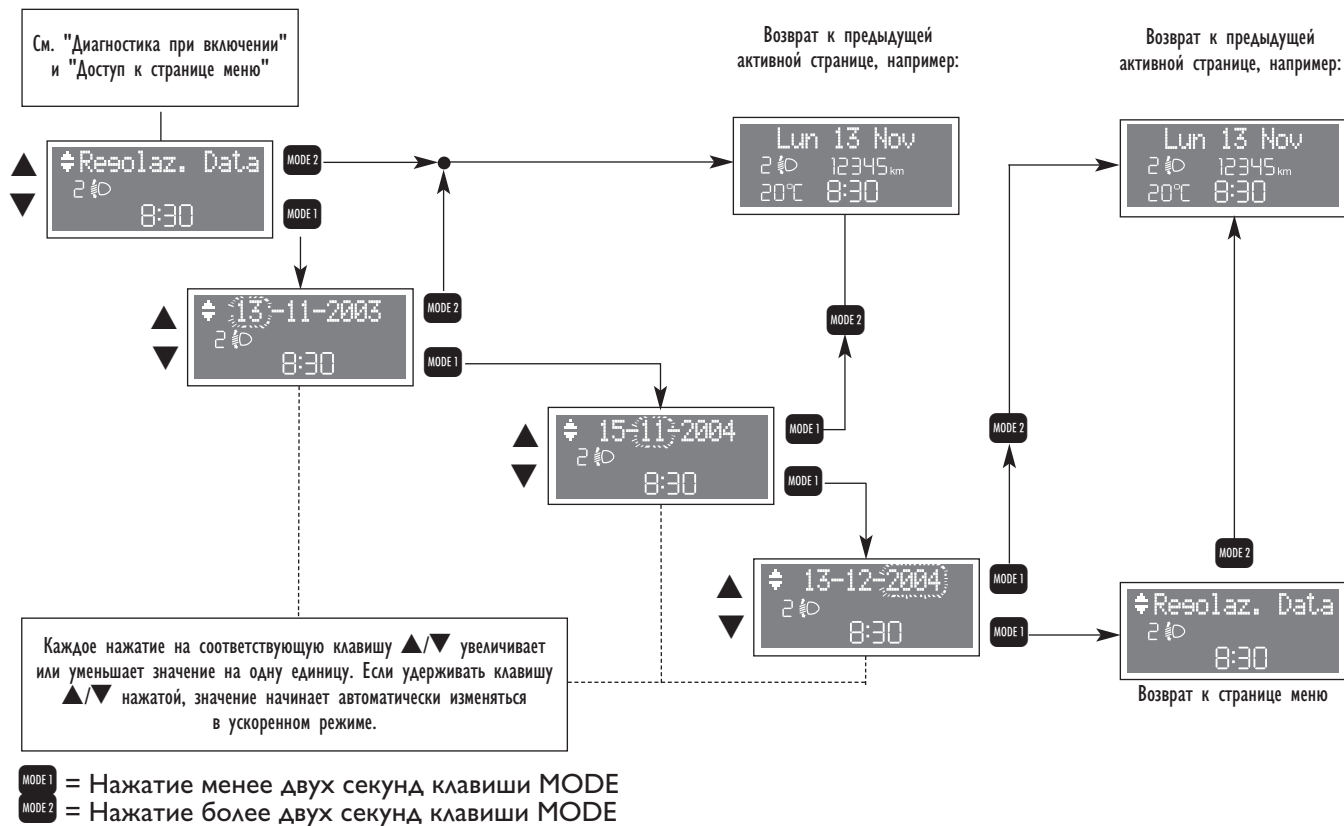 См. "Диагностика при включении"
и "Доступ к странице меню"
Возврат к предыдущей
активной странице, например:
Возврат к предыдущей
активной странице, например:
Regolaz. Data
2
8:30
MODE 2
MODE 1
Lun 13 Nov
2 12345 km
20°C 8:30
Lun 13 Nov
2 12345 km
20°C 8:30
13-11-2003
2
8:30
MODE 2
MODE 1
MODE 2
15-11-2004
2
8:30
MODE 1
MODE 1
MODE 2
13-12-2004
2
8:30
MODE 1
MODE 1
MODE 2
Regolaz. Data
2
8:30
Возврат к странице меню
Каждое нажатие на соответствующую клавишу ▲/▼ увеличивает
или уменьшает значение на одну единицу. Если удерживать клавишу
▲/▼ нажатой, значение начинает автоматически изменяться
в ускоренном режиме.
MODE 1 = Нажатие менее двух секунд клавиши MODE
MODE 2 = Нажатие более двух секунд клавиши MODE